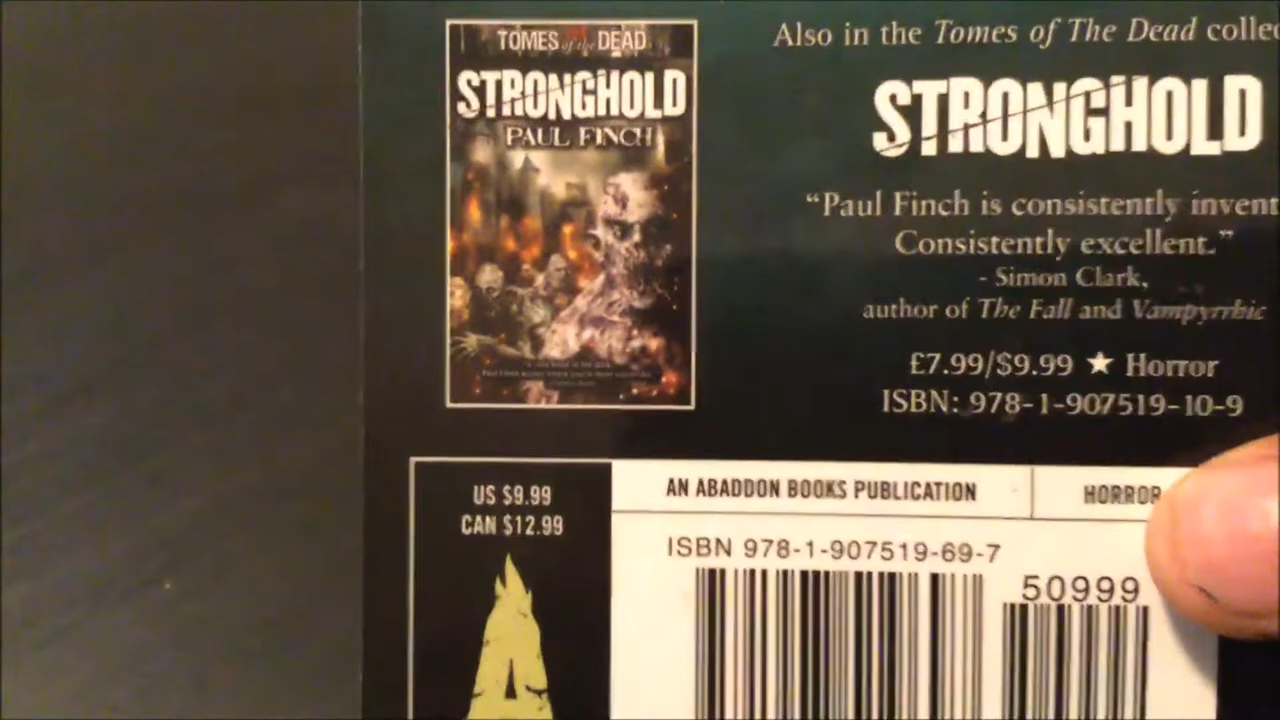 TOMES of the DEAD
STRONGHOLD
PAUL FINCH
Also in the Tomes of The Dead collec
STRONGHOLD
“Paul Finch is consistently invent
Consistently excellent.”
- Simon Clark,
author of The Fall and Vampyrrhic
£7.99/$9.99 ★ Horror
ISBN: 978-1-907519-10-9
US $9.99
CAN $12.99
AN ABADDON BOOKS PUBLICATION
HORROR
ISBN 978-1-907519-69-7
50999
A